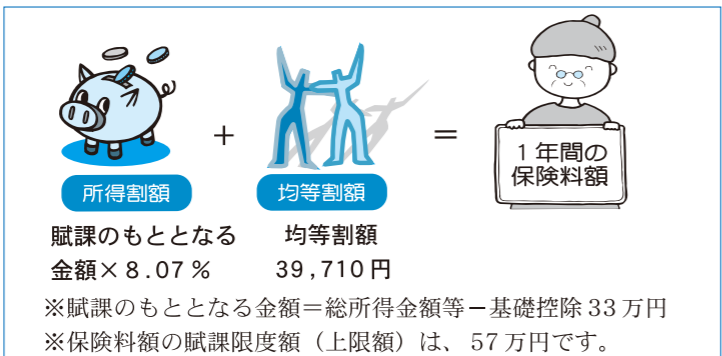 +
=
1年間の
保険料額
所得割額
均等割額
賦課のもととなる
金額×8.07%
均等割額
39,710円
※賦課のもととなる金額=総所得金額等-基礎控除33万円
※保険料額の賦課限度額(上限額)は、57万円です。